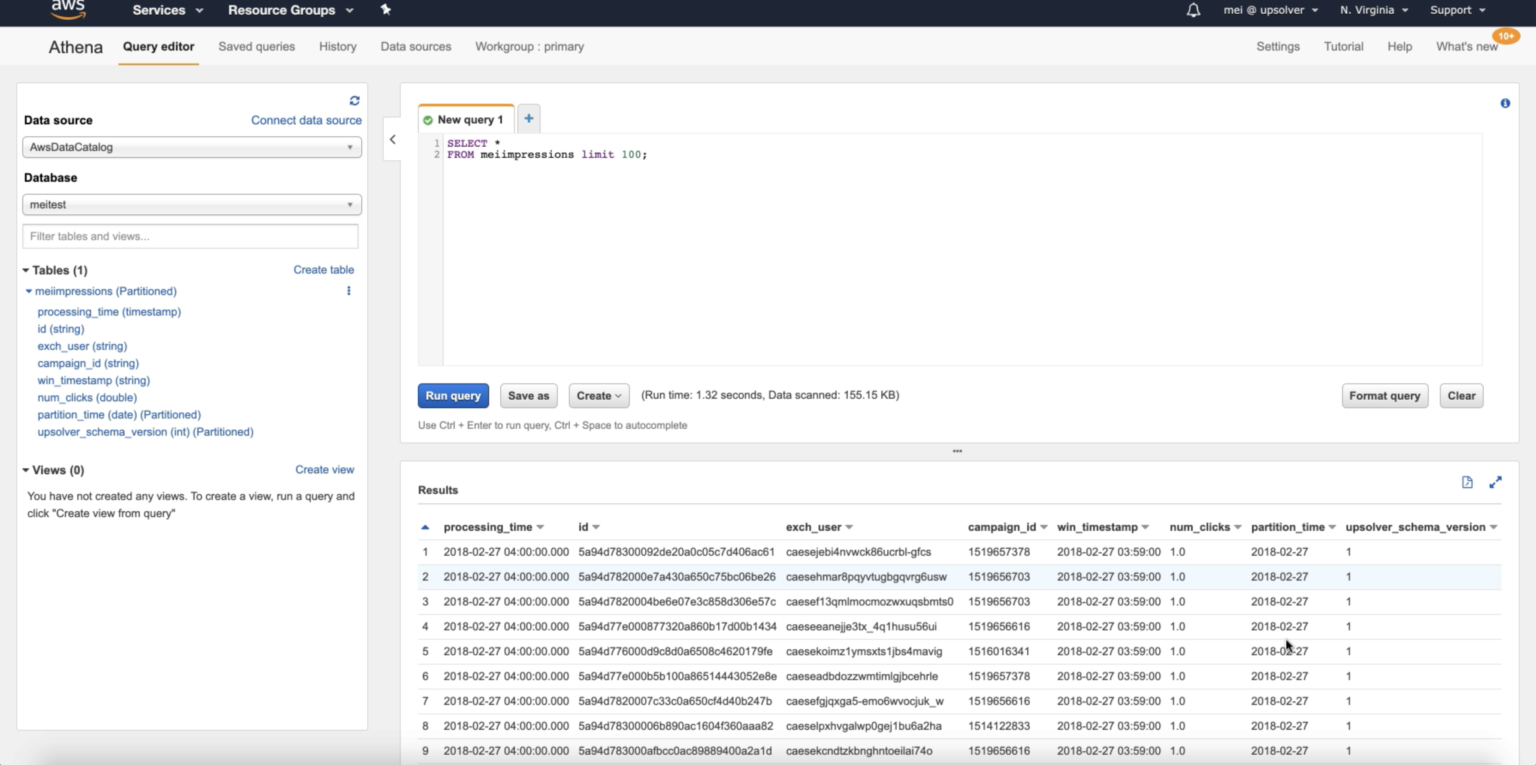 aws Services Resource Groups mei @ upsolver N. Virginia Support
Athena Query editor Saved queries History Data sources Workgroup : primary Settings Tutorial Help What's new 10+
Data source Connect data source
AwsDataCatalog
Database
meitest
Filter tables and views...
Tables (1) Create table
meiimpressions (Partitioned)
processing_time (timestamp)
id (string)
exch_user (string)
campaign_id (string)
win_timestamp (string)
num_clicks (double)
partition_time (date) (Partitioned)
upsolver_schema_version (int) (Partitioned)
Views (0) Create view
You have not created any views. To create a view, run a query and
click "Create view from query"
New query 1 +
1 SELECT *
2 FROM meiimpressions limit 100;
Run query Save as Create (Run time: 1.32 seconds, Data scanned: 155.15 KB) Format query Clear
Use Ctrl + Enter to run query, Ctrl + Space to autocomplete
Results
processing_time id exch_user campaign_id win_timestamp num_clicks partition_time upsolver_schema_version
1 2018-02-27 04:00:00.000 5a94d78300092de20a0c05c7d406ac61 caesejebi4nvwck86ucrbl-gfcs 1519657378 2018-02-27 03:59:00 1.0 2018-02-27 1
2 2018-02-27 04:00:00.000 5a94d782000e7a430a650c75bc06be26 caesehmar8pqyvtugbgqvrg6usw 1519656703 2018-02-27 03:59:00 1.0 2018-02-27 1
3 2018-02-27 04:00:00.000 5a94d7820004be6e07e3c858d306e57c caesef13qmlmocmozwxuqsbmts0 1519656703 2018-02-27 03:59:00 1.0 2018-02-27 1
4 2018-02-27 04:00:00.000 5a94d77e000877320a860b17d00b1434 caeseeanejje3tx_4q1husu56ui 1519656616 2018-02-27 03:59:00 1.0 2018-02-27 1
5 2018-02-27 04:00:00.000 5a94d776000d9c8d0a6508c4620179fe caesekoimz1ymsxts1jbs4mavig 1516016341 2018-02-27 03:59:00 1.0 2018-02-27 1
6 2018-02-27 04:00:00.000 5a94d77e000b5b100a86514443052e8e caeseadbdozzwmtimlgjbcehrle 1519657378 2018-02-27 03:59:00 1.0 2018-02-27 1
7 2018-02-27 04:00:00.000 5a94d7820007c33c0a650cf4d40b247b caesefgjqxga5-emo6wvocjuk_w 1519656616 2018-02-27 03:59:00 1.0 2018-02-27 1
8 2018-02-27 04:00:00.000 5a94d78300006b890ac1604f360aaa82 caeselpxhvgalwp0gej1bu6a2ha 1514122833 2018-02-27 03:59:00 1.0 2018-02-27 1
9 2018-02-27 04:00:00.000 5a94d783000afbcc0ac89889400a2a1d caesekcndtzkbnghntoeilai74o 1519656616 2018-02-27 03:59:00 1.0 2018-02-27 1